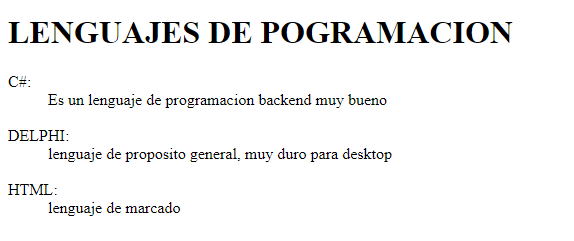 LENGUAJES DE POGRAMACION
C#:
Es un lenguaje de programacion backend muy bueno
DELPHI:
lenguaje de proposito general, muy duro para desktop
HTML:
lenguaje de marcado